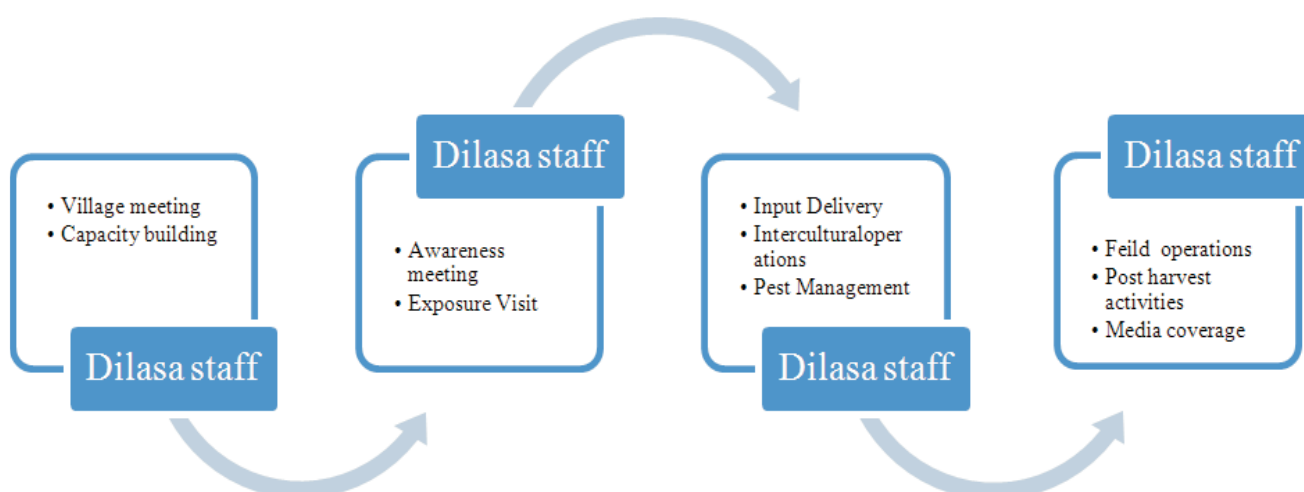 • Village meeting
• Capacity building
Dilasa staff
Dilasa staff
• Awareness
meeting
• Exposure Visit
• Input Delivery
• Interculturaloper
ations
• Pest Management
Dilasa staff
Dilasa staff
• Feild operations
• Post harvest
activities
• Media coverage